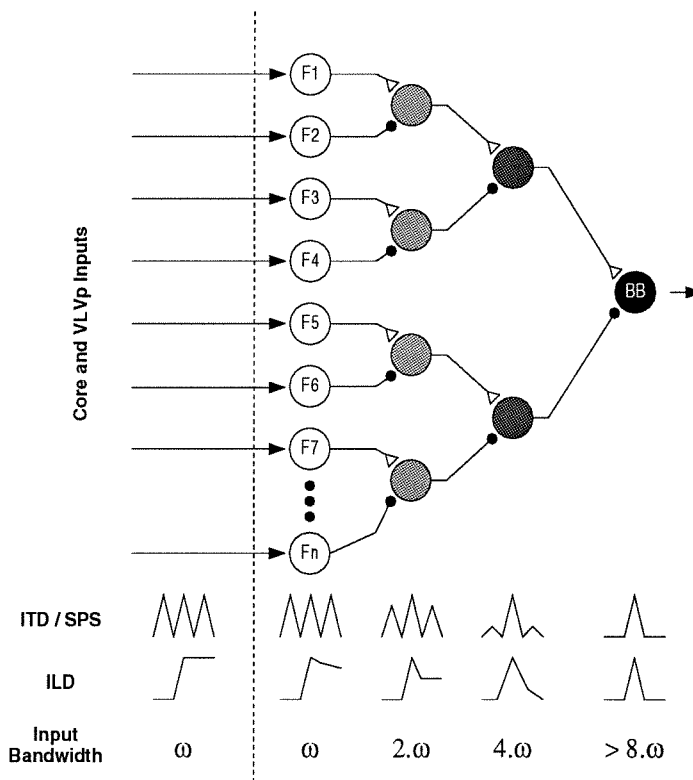 F1
F2
F3
F4
F5
F6
F7
Fn
BB
Core and VLVp Inputs
ITD / SPS
ILD
Input
Bandwidth
ω
ω
2.ω
4.ω
> 8.ω